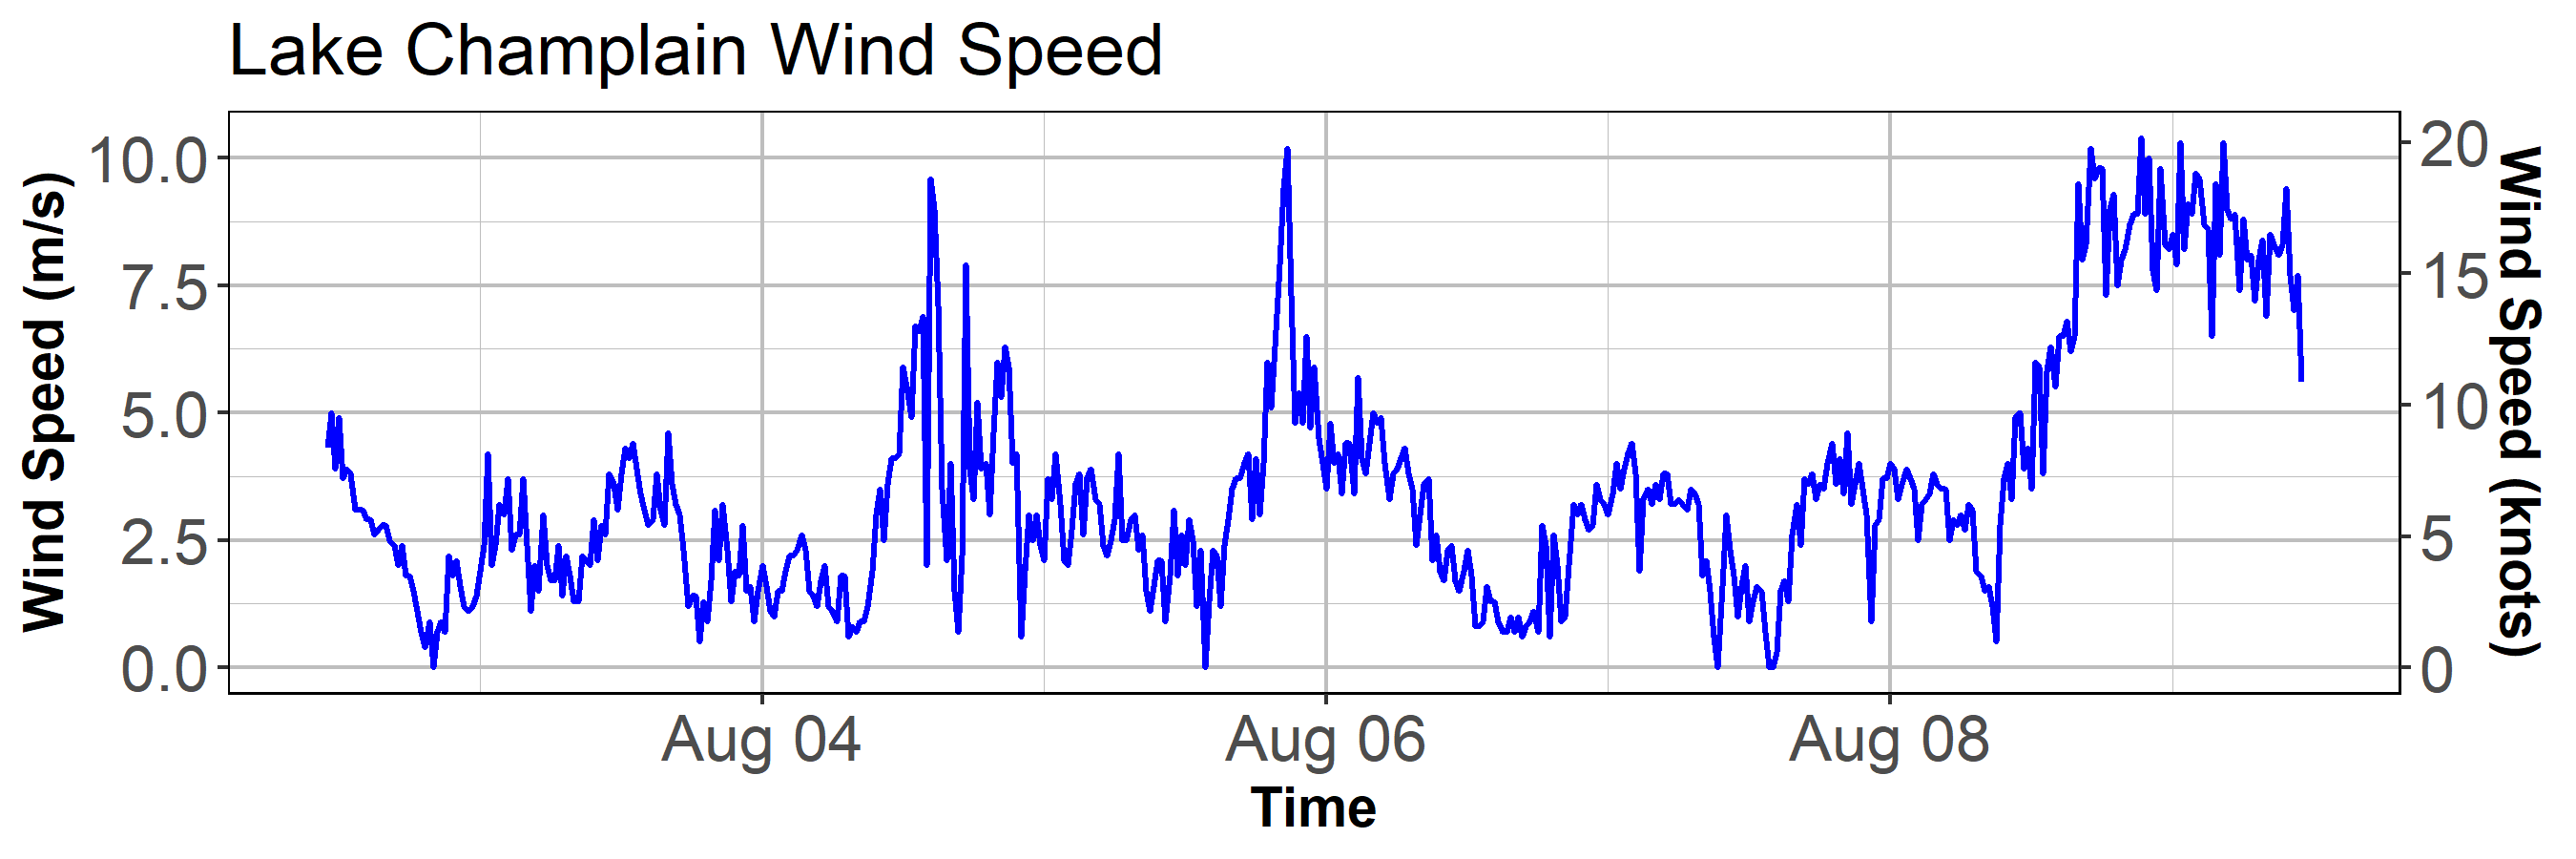 Lake Champlain Wind Speed
Wind Speed (m/s)
10.0
7.5
5.0
2.5
0.0
20
15
10
5
0
Wind Speed (knots)
Aug 04 Aug 06 Aug 08
Time